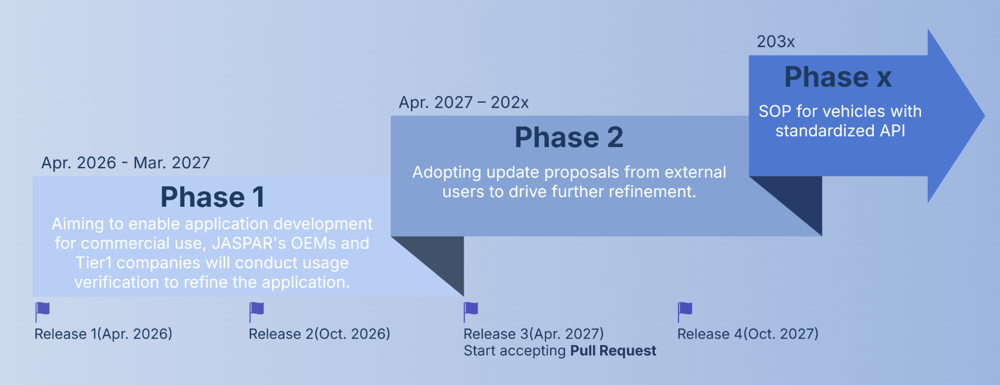 203x
Phase x
SOP for vehicles with
standardized API
Apr. 2027 – 202x
Phase 2
Adopting update proposals from external
users to drive further refinement.
Apr. 2026 - Mar. 2027
Phase 1
Aiming to enable application development
for commercial use, JASPAR's OEMs and
Tier1 companies will conduct usage
verification to refine the application.
Release 1(Apr. 2026)
Release 2(Oct. 2026)
Release 3(Apr. 2027)
Start accepting Pull Request
Release 4(Oct. 2027)